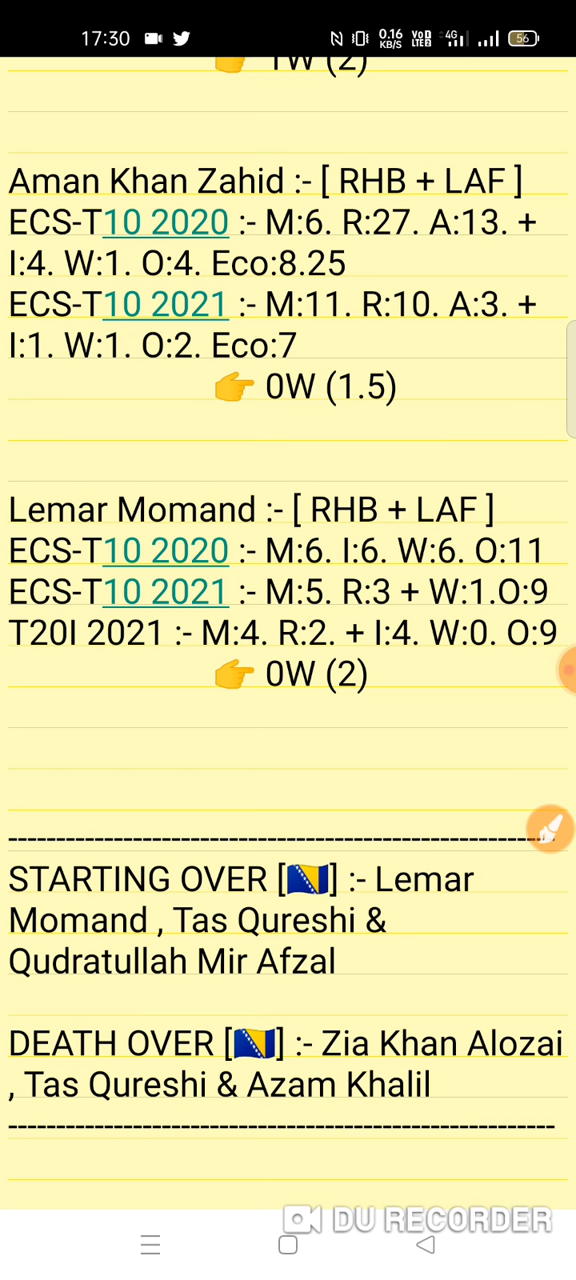 17:30
0.16 KB/S VoD LTE2 4G 56
1W (2)
Aman Khan Zahid :- [ RHB + LAF ]
ECS-T10 2020 :- M:6. R:27. A:13. +
I:4. W:1. O:4. Eco:8.25
ECS-T10 2021 :- M:11. R:10. A:3. +
I:1. W:1. O:2. Eco:7
👉 0W (1.5)
Lemar Momand :- [ RHB + LAF ]
ECS-T10 2020 :- M:6. I:6. W:6. O:11
ECS-T10 2021 :- M:5. R:3 + W:1.O:9
T20I 2021 :- M:4. R:2. + I:4. W:0. O:9
👉 0W (2)
-------------------------------------------------------
STARTING OVER [🇧🇦] :- Lemar
Momand , Tas Qureshi &
Qudratullah Mir Afzal
DEATH OVER [🇧🇦] :- Zia Khan Alozai
, Tas Qureshi & Azam Khalil
-------------------------------------------------------
DU RECORDER